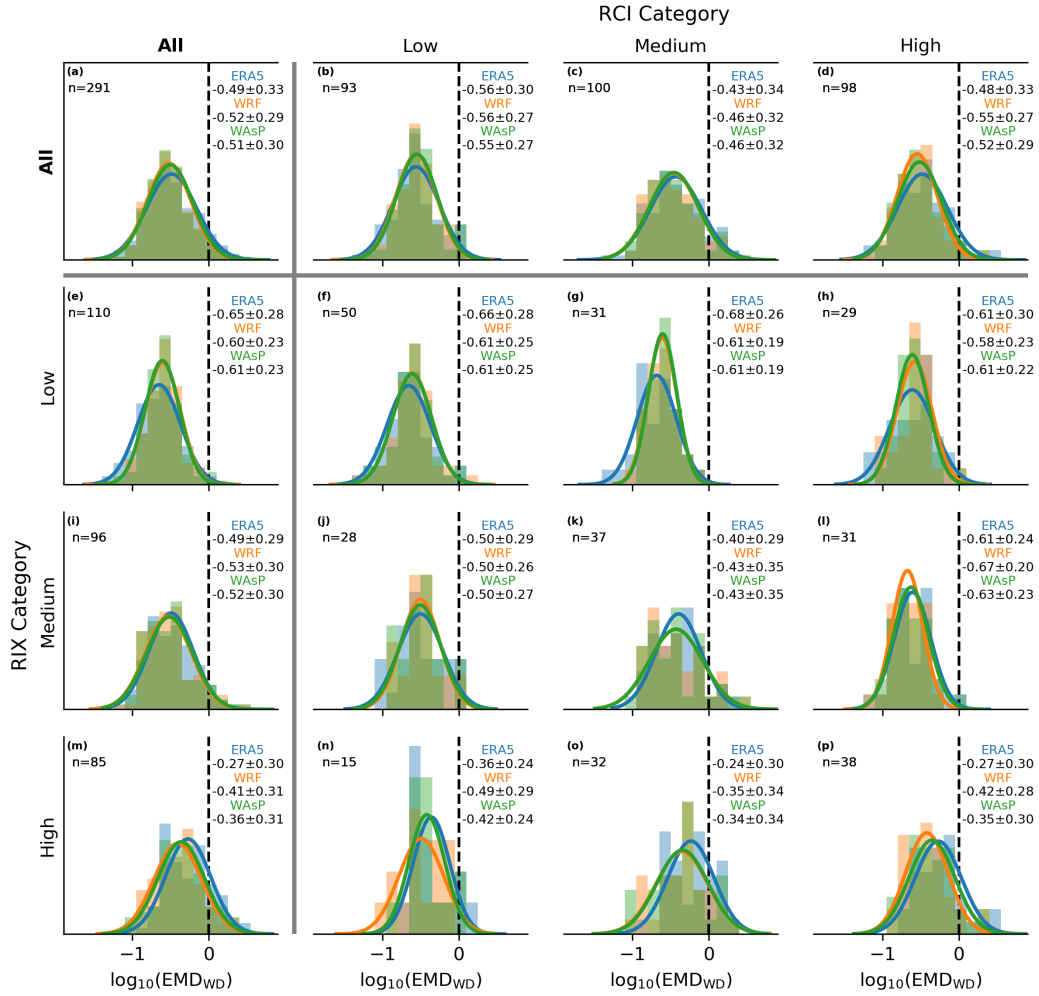 RCI Category
All Low Medium High
(a) (b) (c) (d)
n=291 n=93 n=100 n=98
ERA5 ERA5 ERA5 ERA5
-0.49±0.33 -0.56±0.30 -0.43±0.34 -0.48±0.33
WRF WRF WRF WRF
-0.52±0.29 -0.56±0.27 -0.46±0.32 -0.55±0.27
WAsP WAsP WAsP WAsP
-0.51±0.30 -0.55±0.27 -0.46±0.32 -0.52±0.29
All
(e) (f) (g) (h)
n=110 n=50 n=31 n=29
ERA5 ERA5 ERA5 ERA5
-0.65±0.28 -0.66±0.28 -0.68±0.26 -0.61±0.30
WRF WRF WRF WRF
-0.60±0.23 -0.61±0.25 -0.61±0.19 -0.58±0.23
WAsP WAsP WAsP WAsP
-0.61±0.23 -0.61±0.25 -0.61±0.19 -0.61±0.22
Low
(i) (j) (k) (l)
n=96 n=28 n=37 n=31
ERA5 ERA5 ERA5 ERA5
-0.49±0.29 -0.50±0.29 -0.40±0.29 -0.61±0.24
WRF WRF WRF WRF
-0.53±0.30 -0.50±0.26 -0.43±0.35 -0.67±0.20
WAsP WAsP WAsP WAsP
-0.52±0.30 -0.50±0.27 -0.43±0.35 -0.63±0.23
RIX Category
Medium
(m) (n) (o) (p)
n=85 n=15 n=32 n=38
ERA5 ERA5 ERA5 ERA5
-0.27±0.30 -0.36±0.24 -0.24±0.30 -0.27±0.30
WRF WRF WRF WRF
-0.41±0.31 -0.49±0.29 -0.35±0.34 -0.42±0.28
WAsP WAsP WAsP WAsP
-0.36±0.31 -0.42±0.24 -0.34±0.34 -0.35±0.30
High
−1 0 −1 0 −1 0 −1 0
log₁₀(EMD_WD) log₁₀(EMD_WD) log₁₀(EMD_WD) log₁₀(EMD_WD)